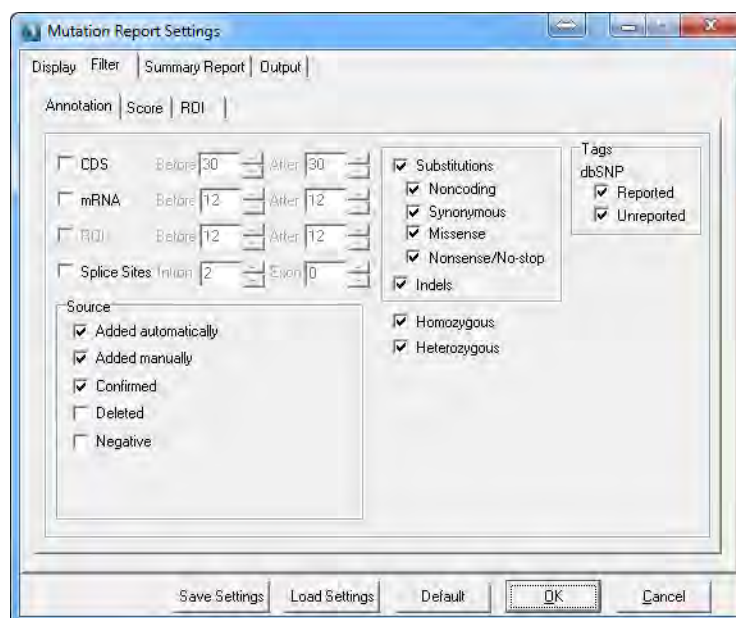 Mutation Report Settings
Display Filter Summary Report Output
Annotation Score ROI
CDS Before 30 After 30
mRNA Before 12 After 12
ROI Before 12 After 12
Splice Sites Intron 2 Exon 0
Substitutions
Noncoding
Synonymous
Missense
Nonsense/No-stop
Indels
Homozygous
Heterozygous
Tags
dbSNP
Reported
Unreported
Source
Added automatically
Added manually
Confirmed
Deleted
Negative
Save Settings Load Settings Default OK Cancel